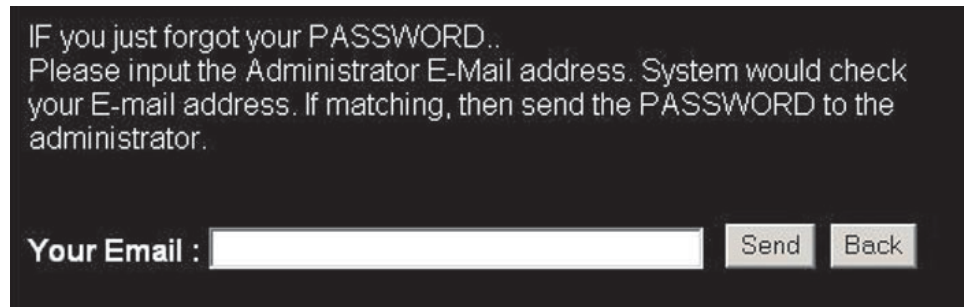 IF you just forgot your PASSWORD..
Please input the Administrator E-Mail address. System would check
your E-mail address. If matching, then send the PASSWORD to the
administrator.
Your Email : Send Back